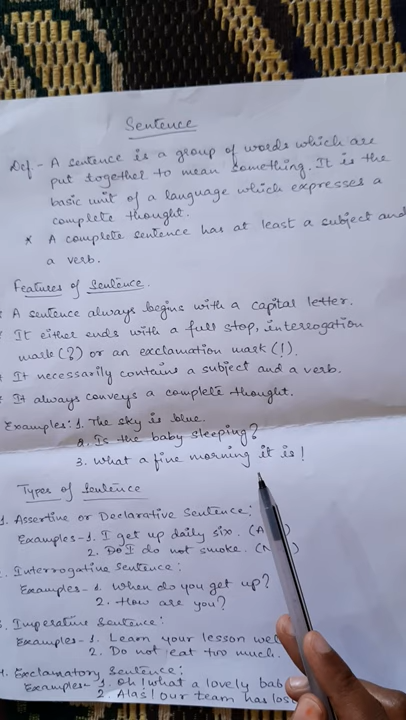 Sentence
Def - A sentence is a group of words which are
put together to mean something. It is the
basic unit of a language which expresses a
complete thought.
* A complete sentence has at least a subject and
a verb.
Features of Sentence.
A sentence always begins with a capital letter.
It either ends with a full stop, interrogation
mark (?) or an exclamation mark (!).
It necessarily contains a subject and a verb.
It always conveys a complete thought.
Examples: 1. The sky is blue.
2. Is the baby sleeping?
3. What a fine morning it is!
Types of Sentence
1. Assertive or Declarative Sentence:
Examples - 1. I get up daily six. (A
2. Do I do not smoke. (N
Interrogative Sentence:
Examples - 1. When do you get up?
2. How are you?
Imperative Sentence:
Examples - 1. Learn your lesson
2. Do not eat too much.
4. Exclamatory Sentence:
Examples - 1. Oh! What a lovely
2. Alas! Our team has